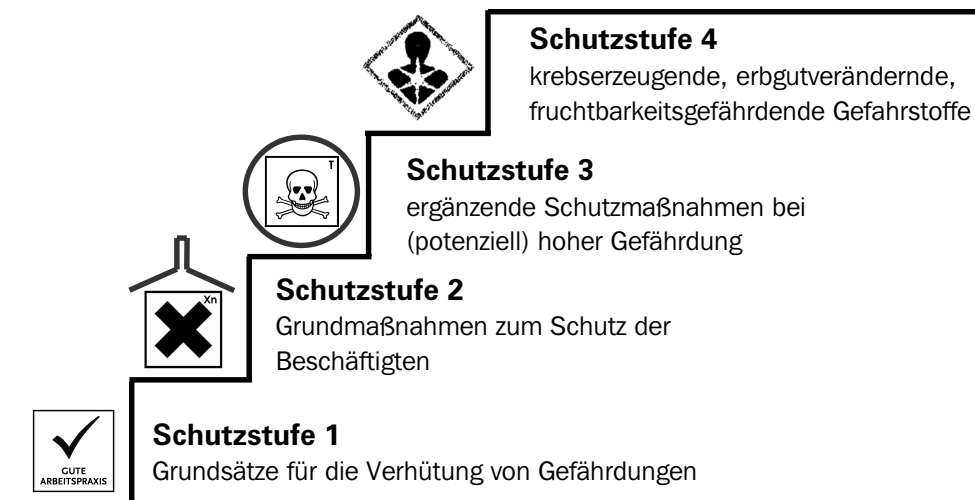 Schutzstufe 4
krebserzeugende, erbgutverändernde,
fruchtbarkeitsgefährdende Gefahrstoffe
T
Schutzstufe 3
ergänzende Schutzmaßnahmen bei
(potenziell) hoher Gefährdung
Xn
Schutzstufe 2
Grundmaßnahmen zum Schutz der
Beschäftigten
GUTE
ARBEITSPRAXIS
Schutzstufe 1
Grundsätze für die Verhütung von Gefährdungen